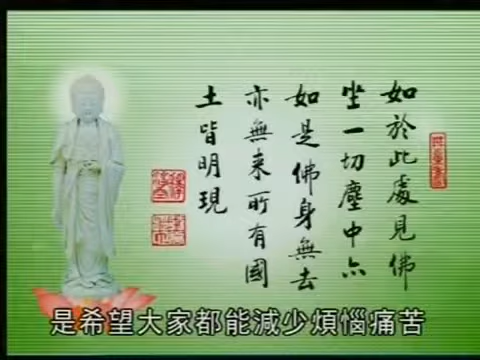 如於此處見佛
坐一切塵中亦
如是佛身無去
亦無来所有國
土皆明現
是希望大家都能減少煩惱痛苦